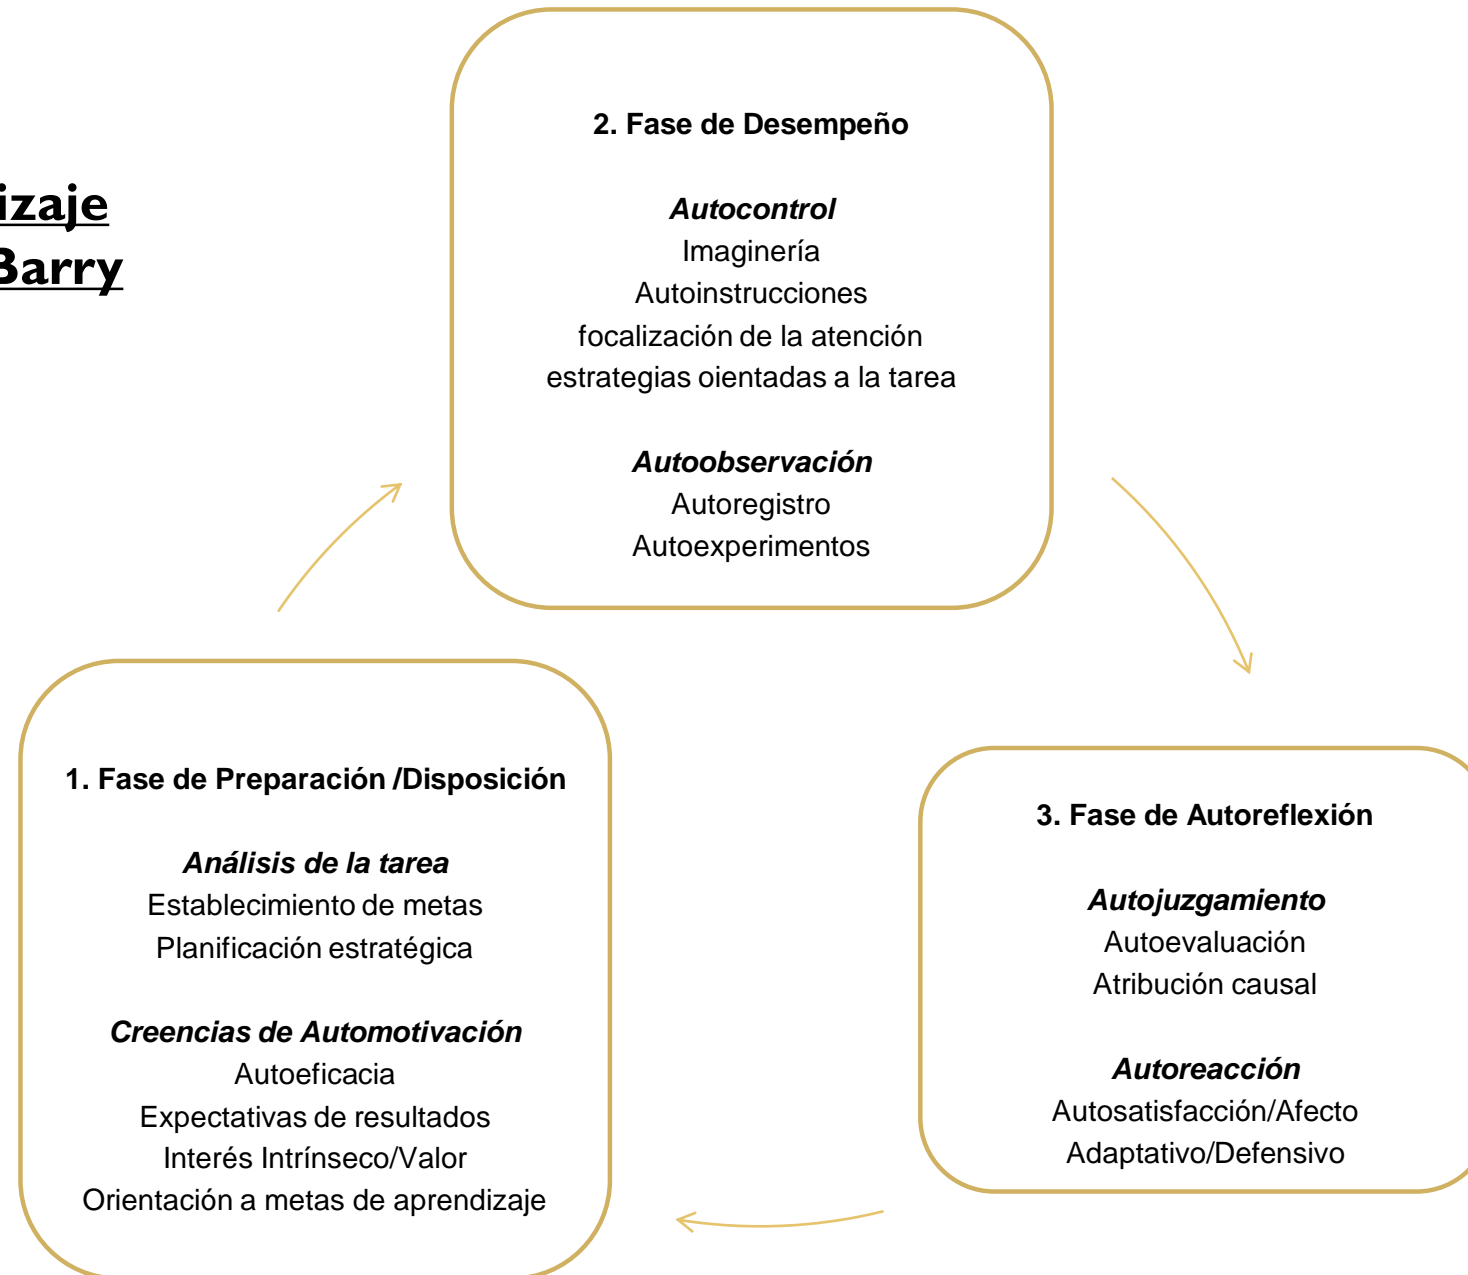 izaje
Barry
2. Fase de Desempeño
Autocontrol
Imaginería
Autoinstrucciones
focalización de la atención
estrategias oientadas a la tarea
Autoobservación
Autoregistro
Autoexperimentos
1. Fase de Preparación /Disposición
Análisis de la tarea
Establecimiento de metas
Planificación estratégica
Creencias de Automotivación
Autoeficacia
Expectativas de resultados
Interés Intrínseco/Valor
Orientación a metas de aprendizaje
3. Fase de Autoreflexión
Autojuzgamiento
Autoevaluación
Atribución causal
Autoreacción
Autosatisfacción/Afecto
Adaptativo/Defensivo